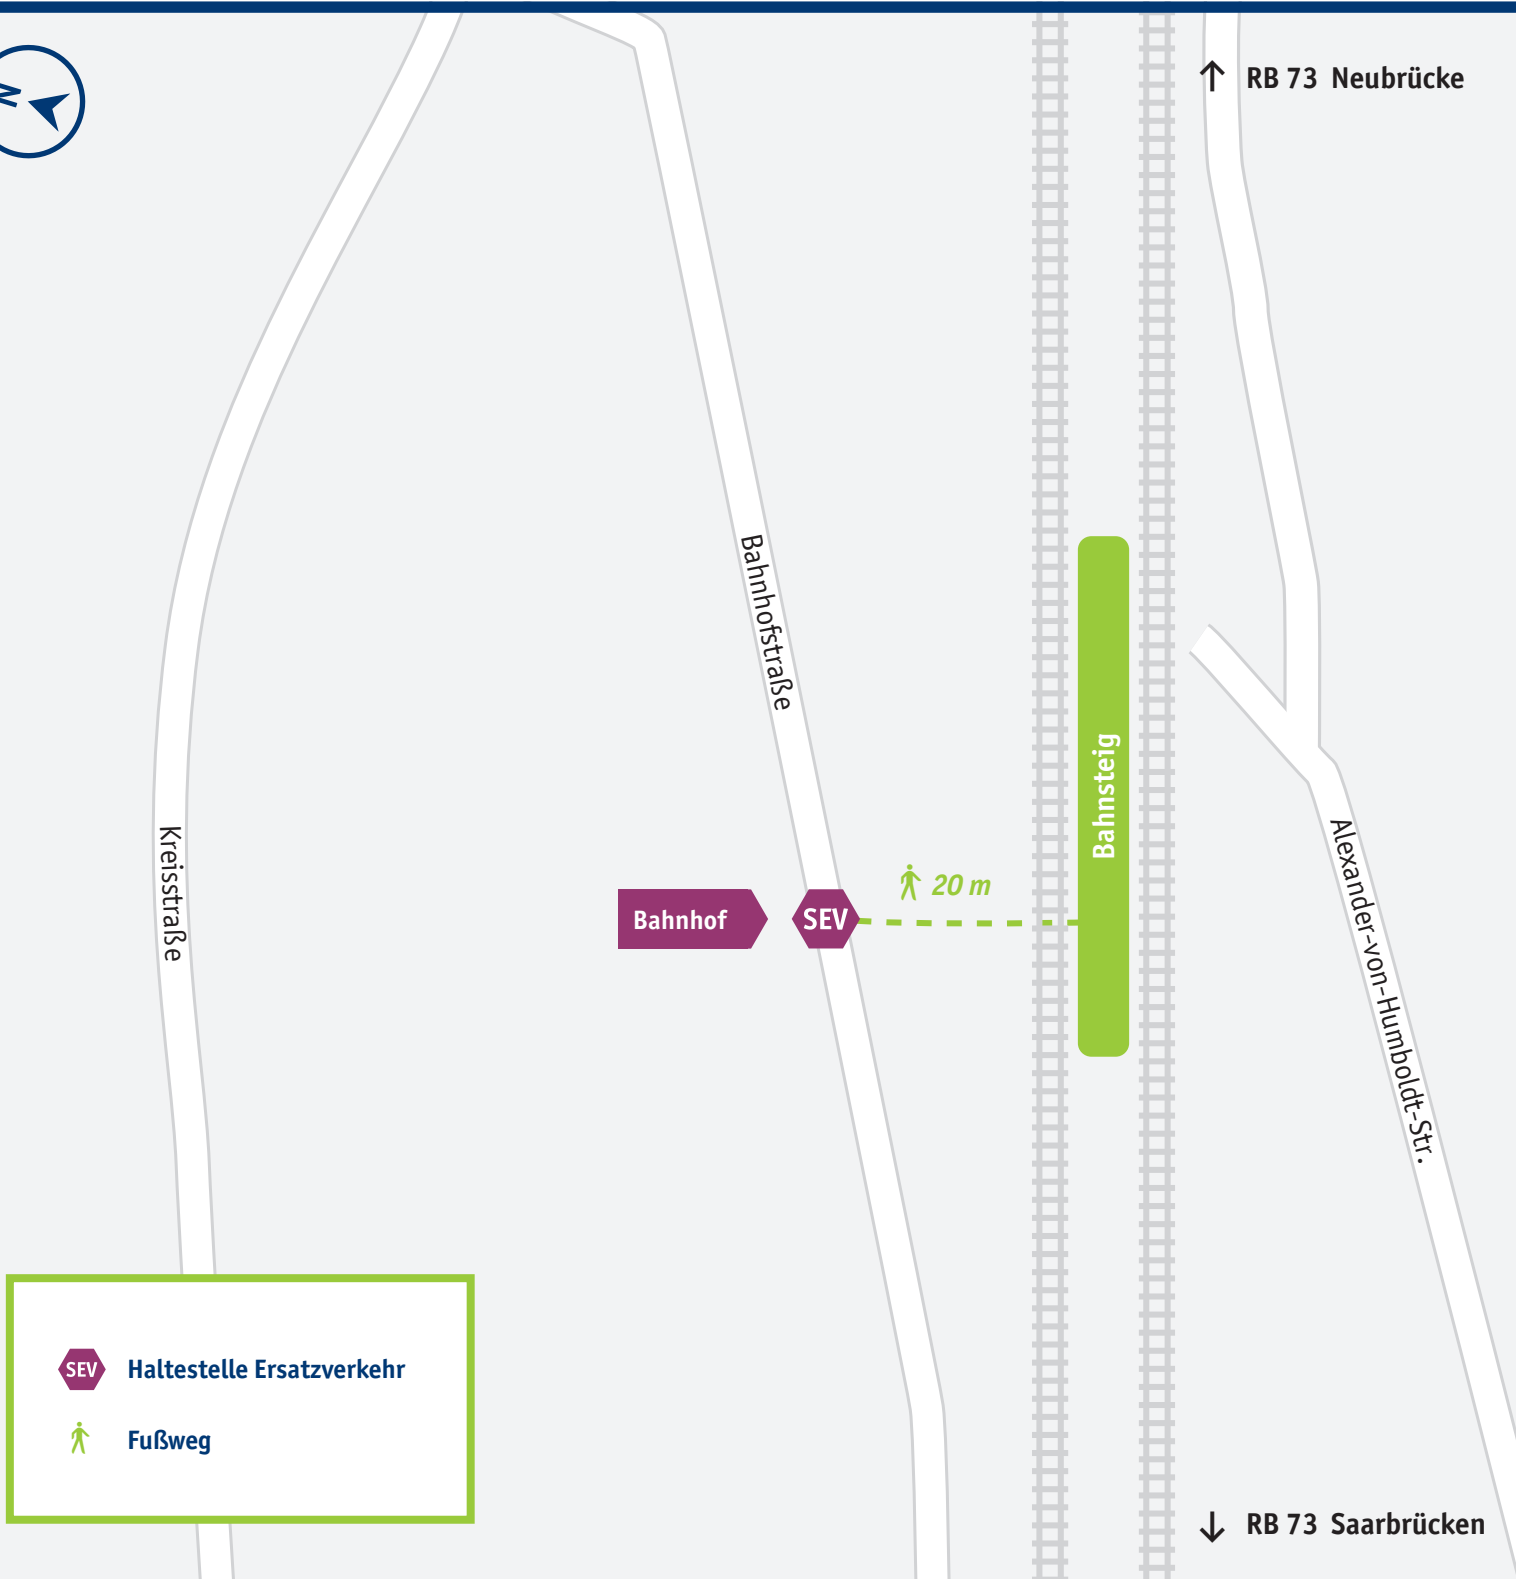 N
RB 73 Neubrücke
Bahnhofstraße
Bahnsteig
Kreisstraße
Alexander-von-Humboldt-Str.
20 m
Bahnhof
SEV
SEV Haltestelle Ersatzverkehr
Fußweg
RB 73 Saarbrücken